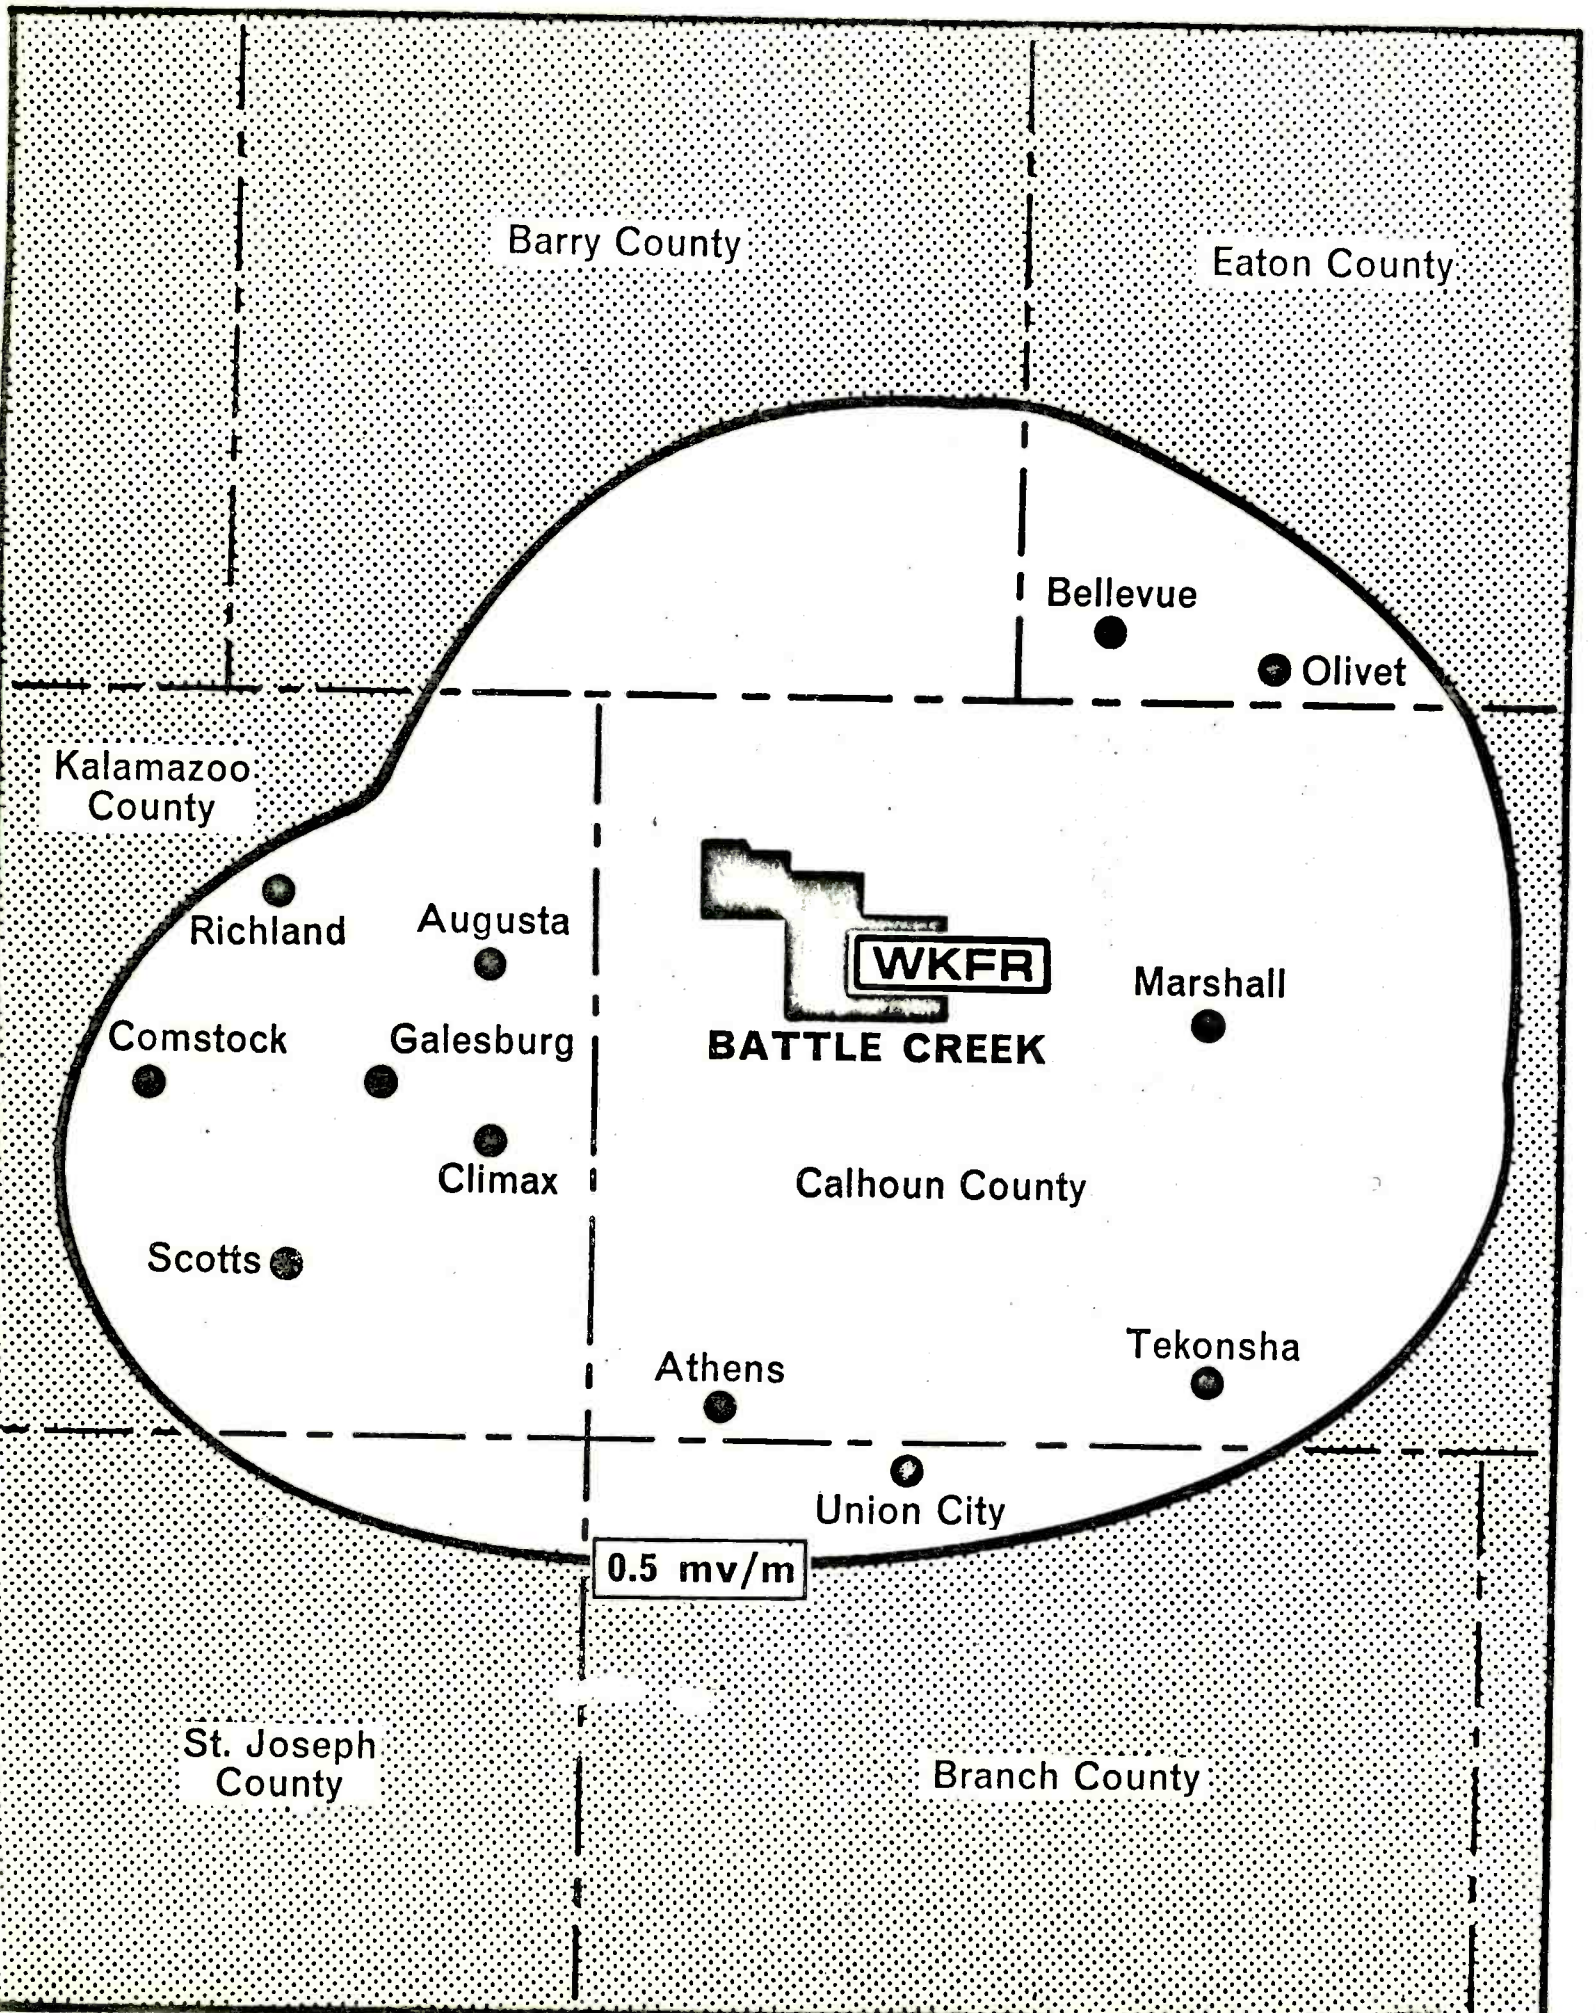 Barry County
Eaton County
Bellevue
Olivet
Kalamazoo
County
Richland
Augusta
WKFR
Marshall
Comstock
Galesburg
BATTLE CREEK
Climax
Calhoun County
Scotts
Athens
Tekonsha
Union City
0.5 mv/m
St. Joseph
County
Branch County